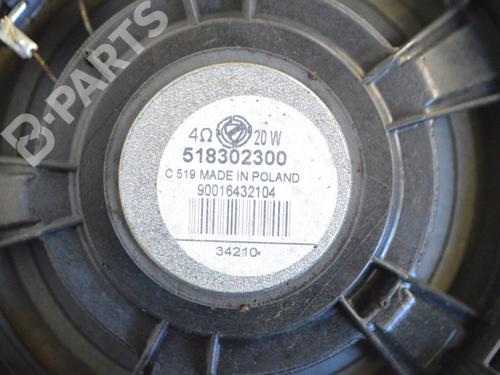 B-PARTS
4Ω 20 W
518302300
C 519 MADE IN POLAND
90016432104
34210